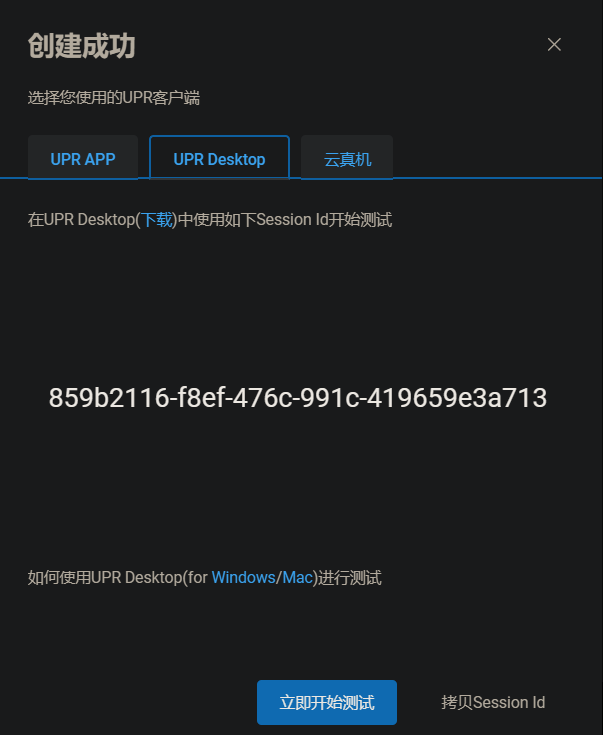 创建成功
选择您使用的UPR客户端
UPR APP
UPR Desktop
云真机
在UPR Desktop(下载)中使用如下Session Id开始测试
859b2116-f8ef-476c-991c-419659e3a713
如何使用UPR Desktop(for Windows/Mac)进行测试
立即开始测试
拷贝Session Id